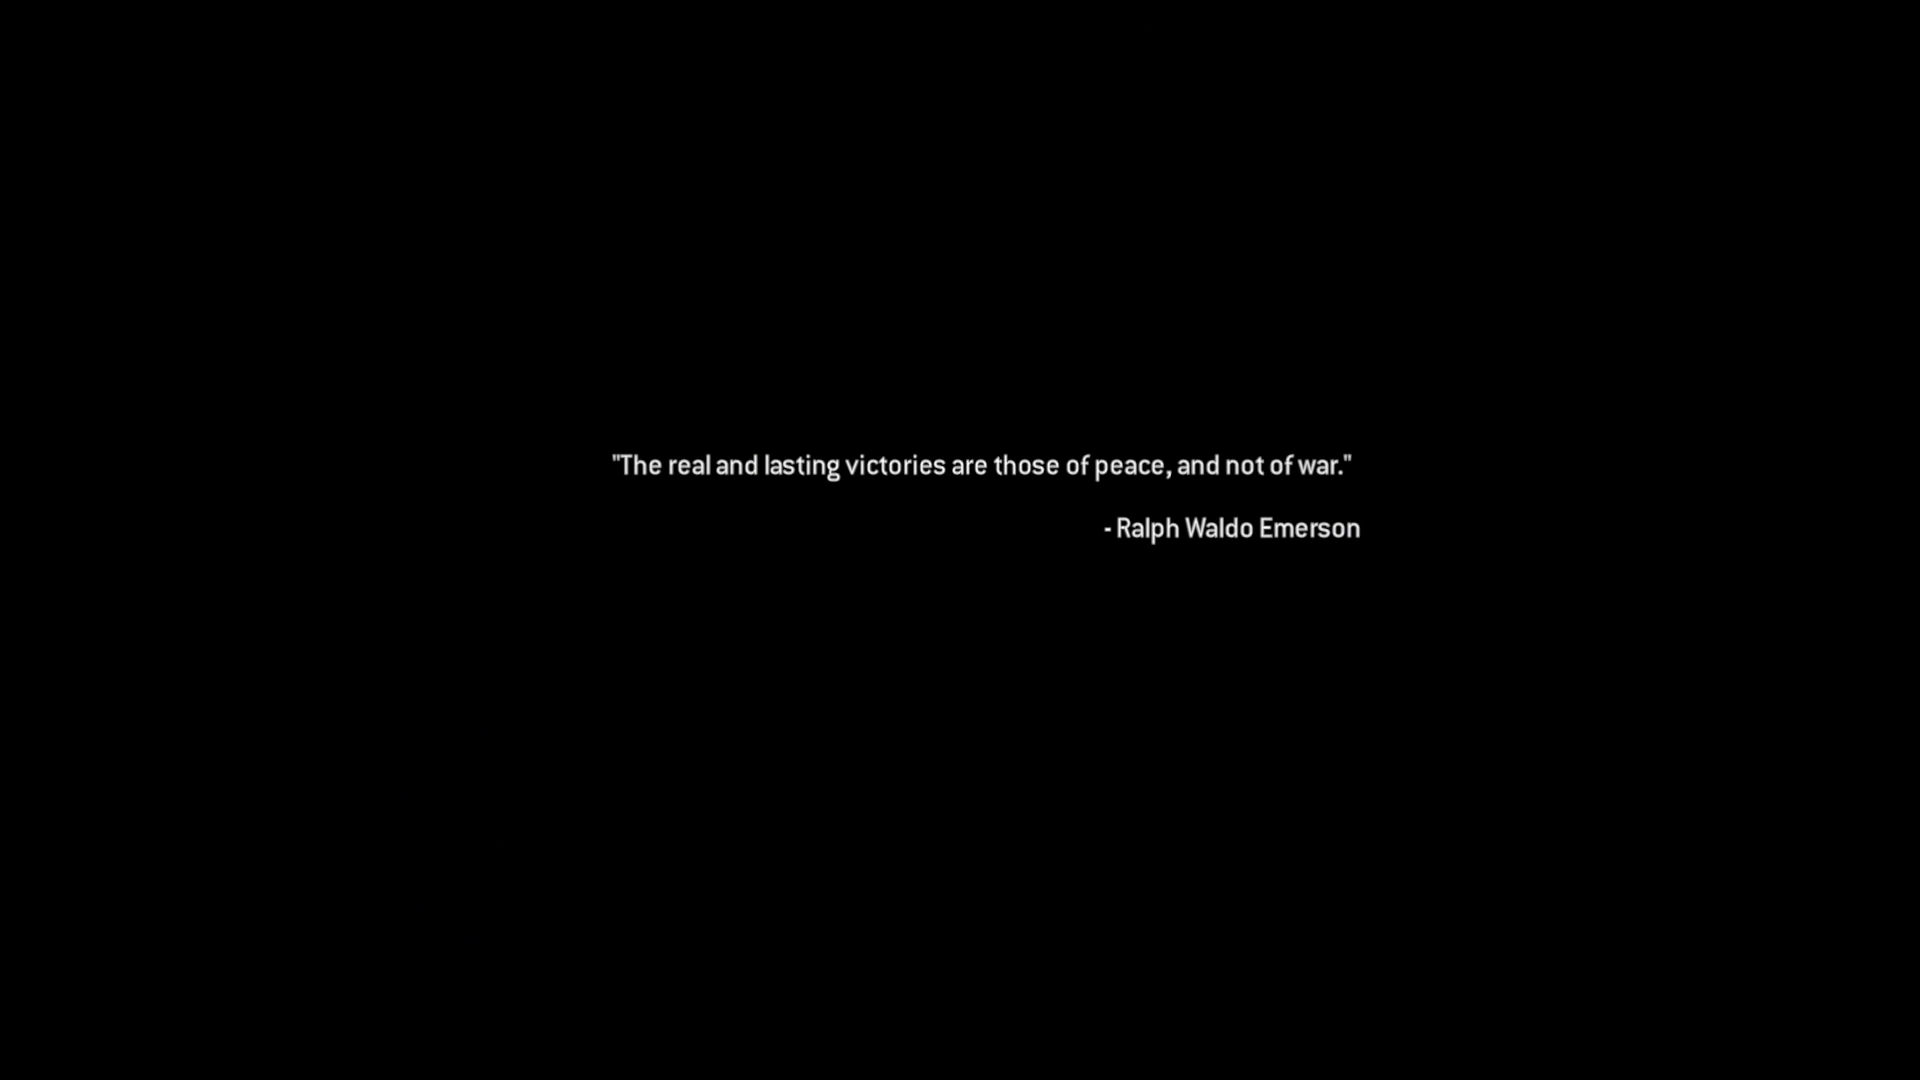 "The real and lasting victories are those of peace, and not of war."
- Ralph Waldo Emerson